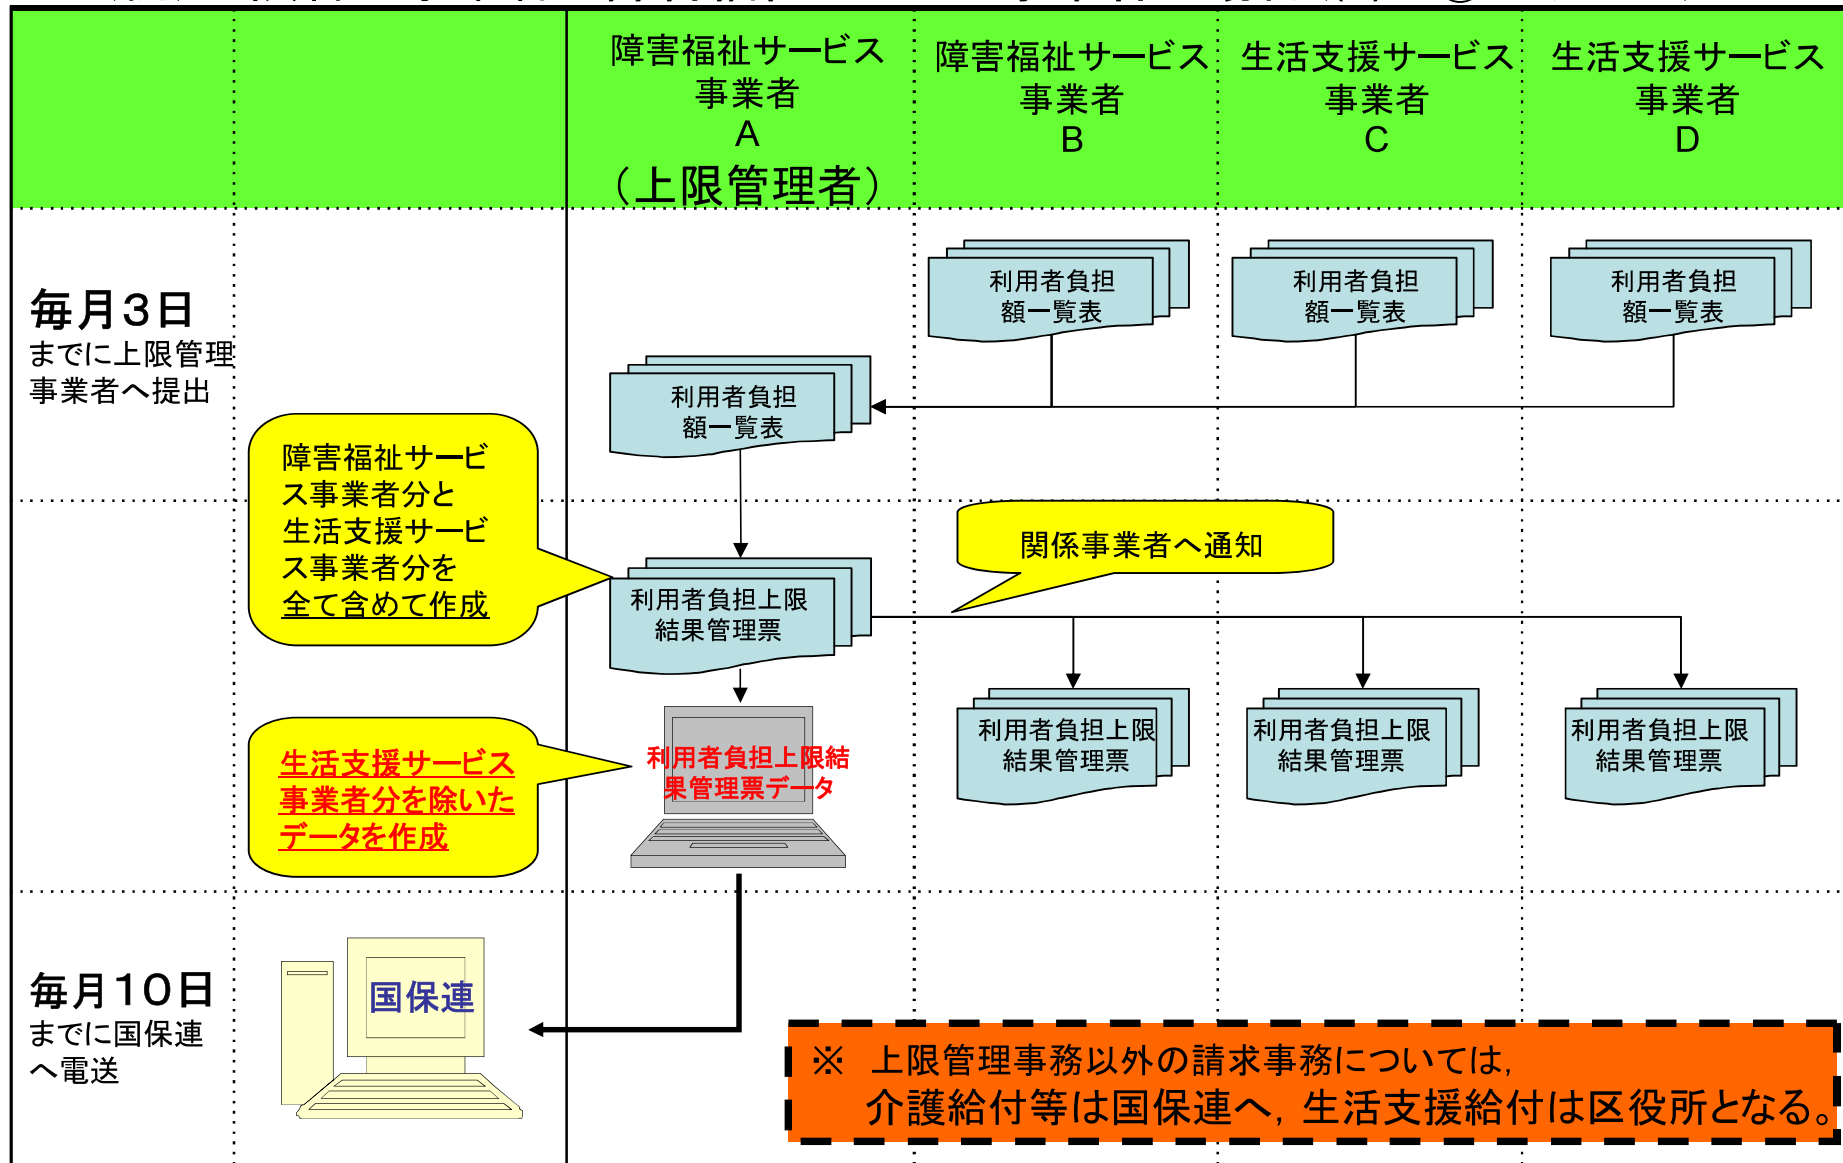 障害福祉サービス
事業者
A
（上限管理者）
障害福祉サービス
事業者
B
生活支援サービス
事業者
C
生活支援サービス
事業者
D
毎月3日
までに上限管理
事業者へ提出
利用者負担
額一覧表
利用者負担
額一覧表
利用者負担
額一覧表
利用者負担
額一覧表
障害福祉サービ
ス事業者分と
生活支援サービ
ス事業者分を
全て含めて作成
関係事業者へ通知
利用者負担上限
結果管理票
利用者負担上限
結果管理票
利用者負担上限
結果管理票
利用者負担上限
結果管理票
生活支援サービス
事業者分を除いた
データを作成
利用者負担上限結
果管理票データ
毎月10日
までに国保連
へ電送
国保連
※　上限管理事務以外の請求事務については,
介護給付等は国保連へ，生活支援給付は区役所となる。